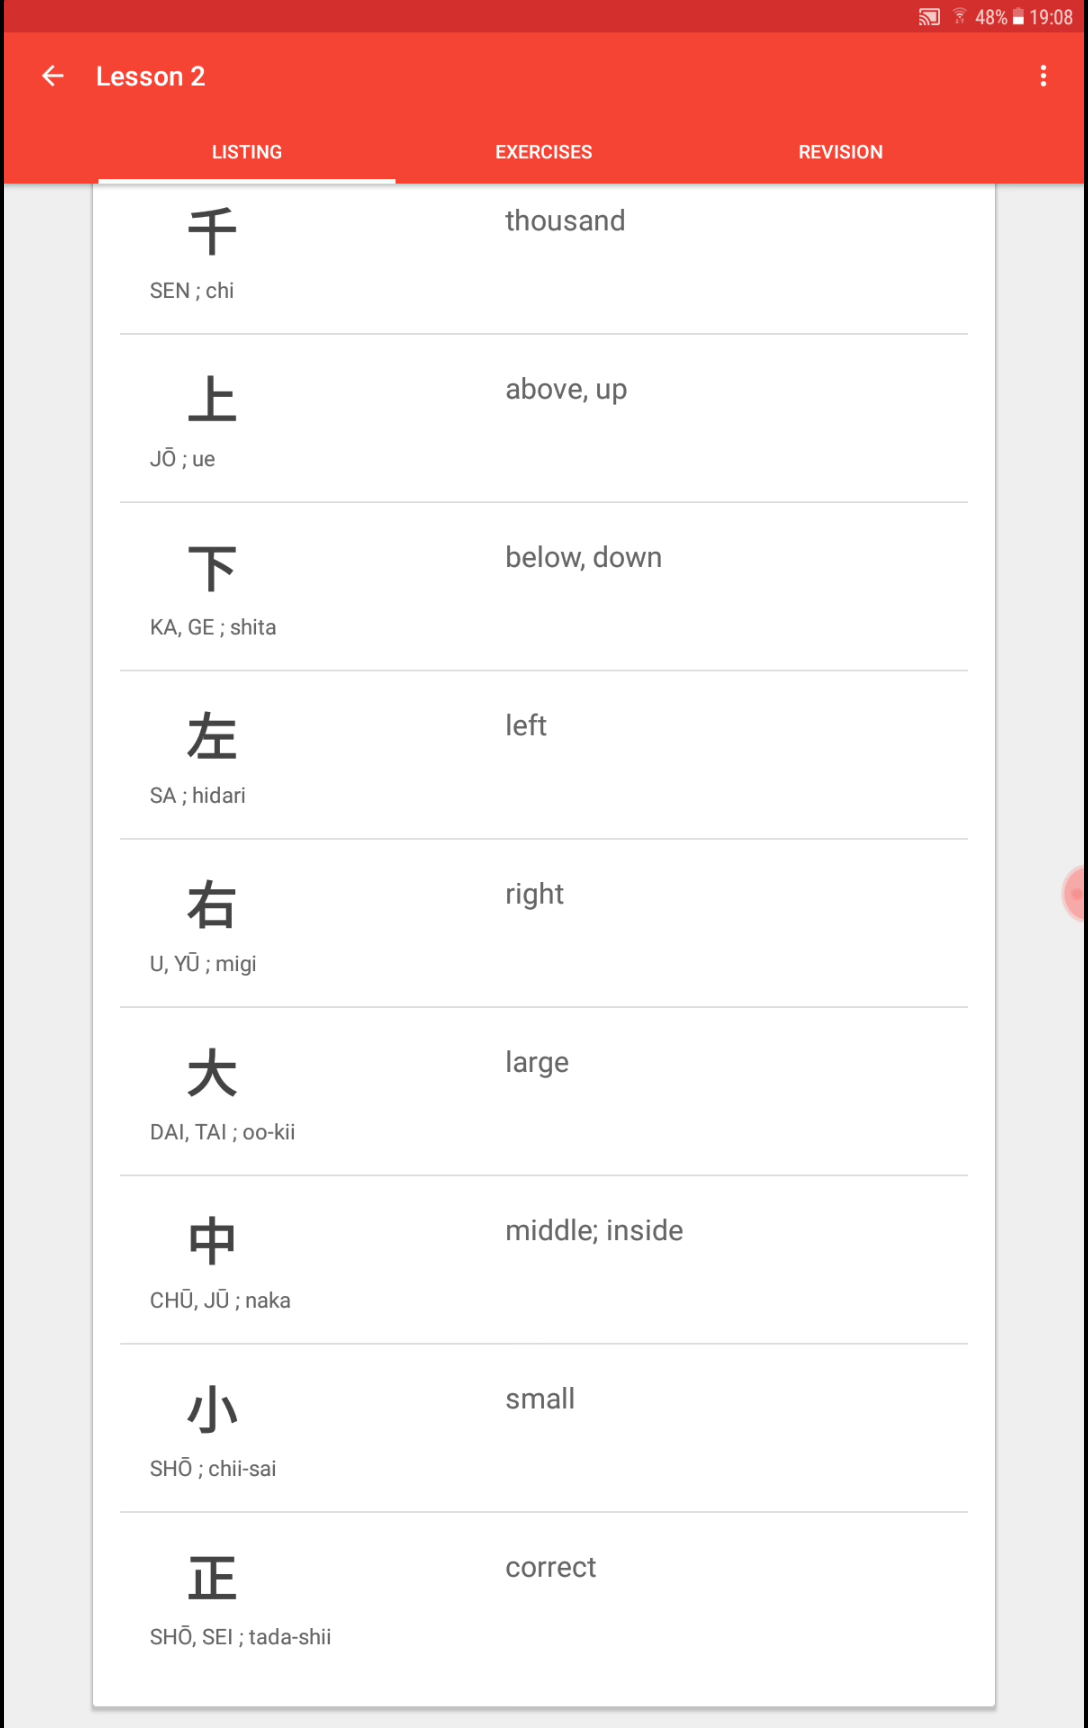 48% 19:08
Lesson 2
LISTING EXERCISES REVISION
千 thousand
SEN ; chi
上 above, up
JŌ ; ue
下 below, down
KA, GE ; shita
左 left
SA ; hidari
右 right
U, YŪ ; migi
大 large
DAI, TAI ; oo-kii
中 middle; inside
CHŪ, JŪ ; naka
小 small
SHŌ ; chii-sai
正 correct
SHŌ, SEI ; tada-shii